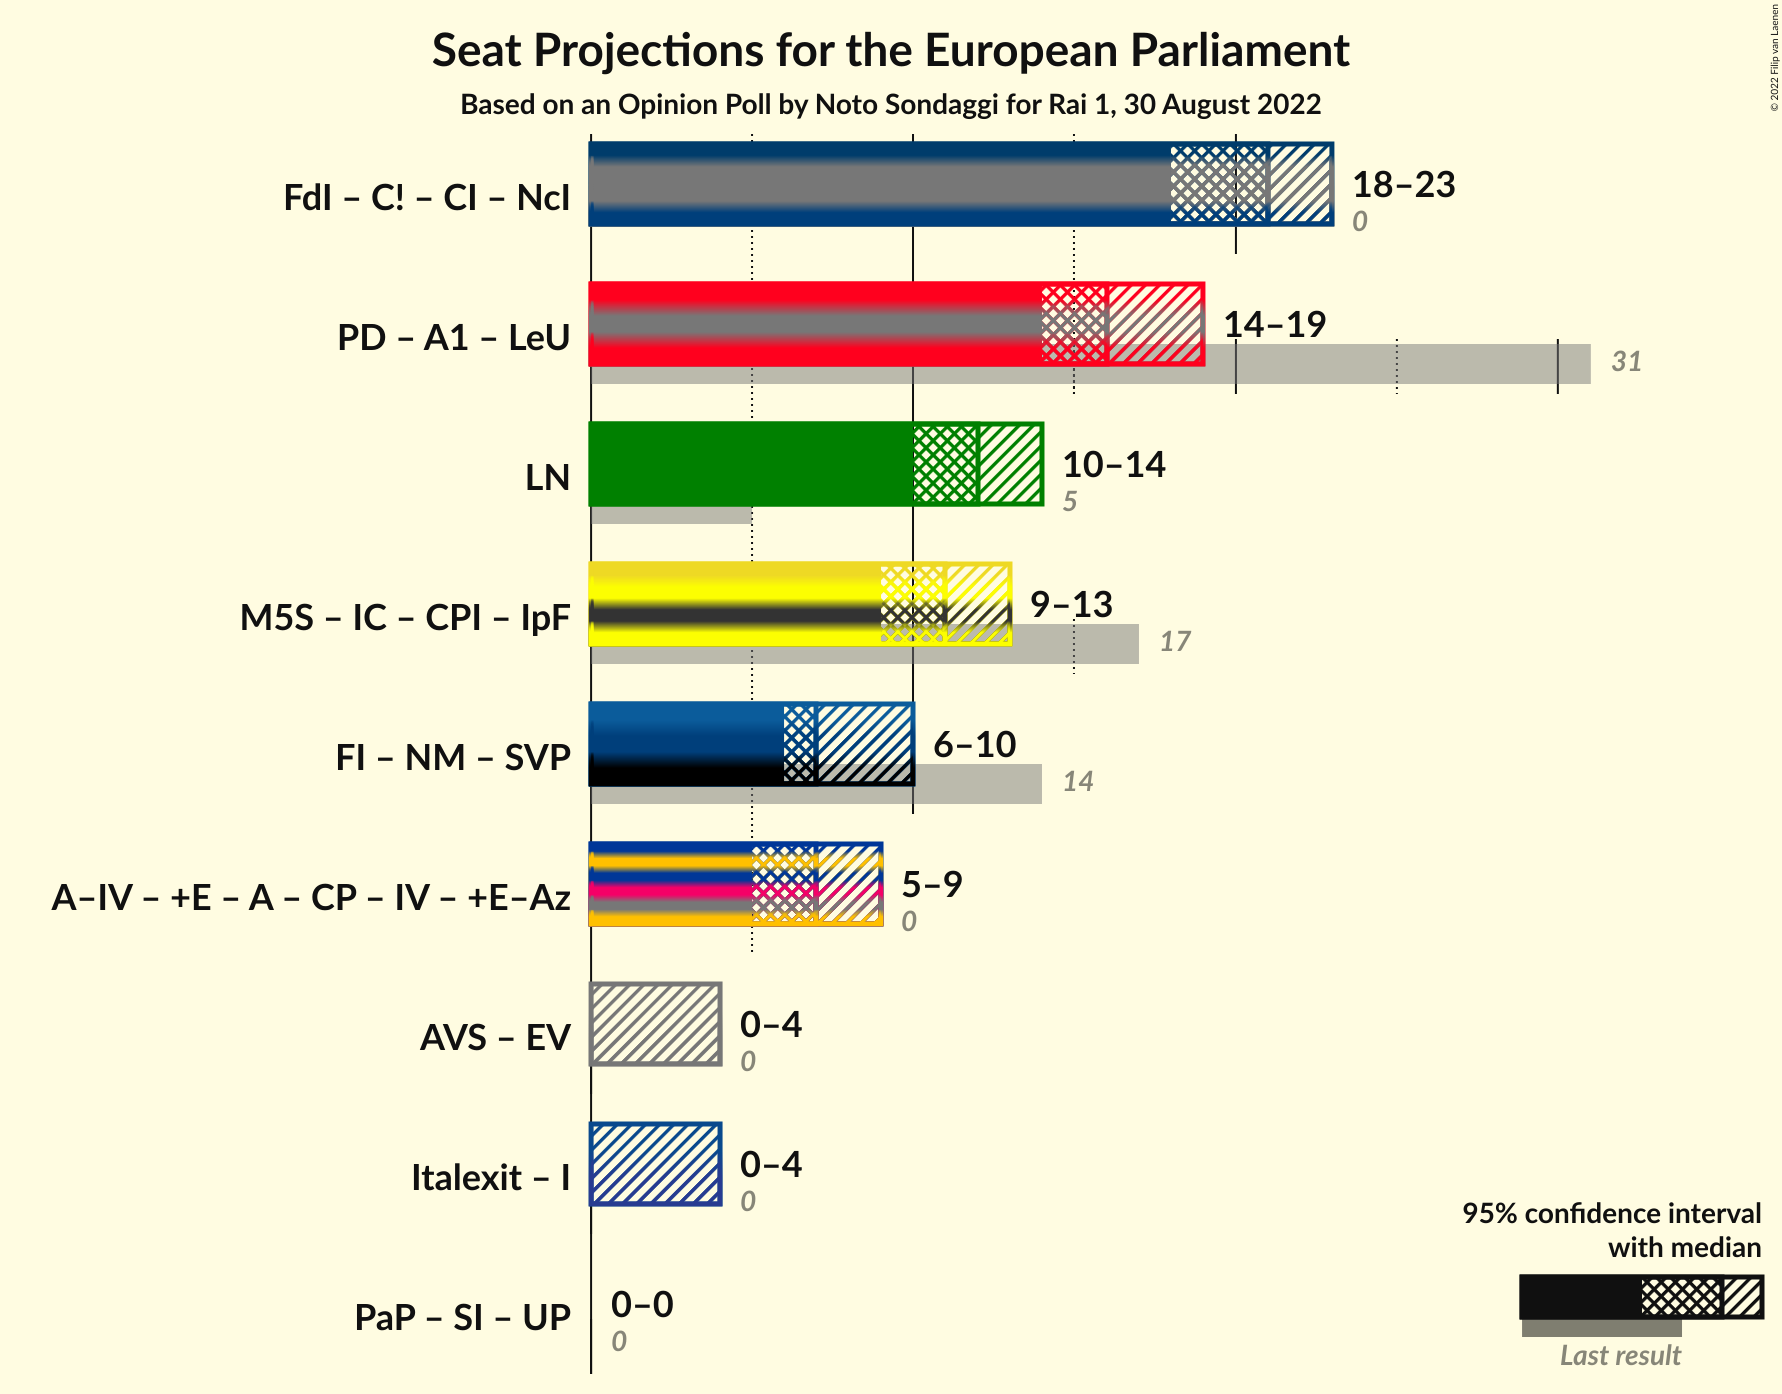 Seat Projections for the European Parliament
Based on an Opinion Poll by Noto Sondaggi for Rai 1, 30 August 2022
© 2022 Filip van Laenen
FdI – C! – CI – NcI
18–23
0
PD – A1 – LeU
14–19
31
LN
10–14
5
M5S – IC – CPI – IpF
9–13
17
FI – NM – SVP
6–10
14
A–IV – +E – A – CP – IV – +E–Az
5–9
0
AVS – EV
0–4
0
Italexit – I
0–4
0
PaP – SI – UP
0–0
0
95% confidence interval
with median
Last result